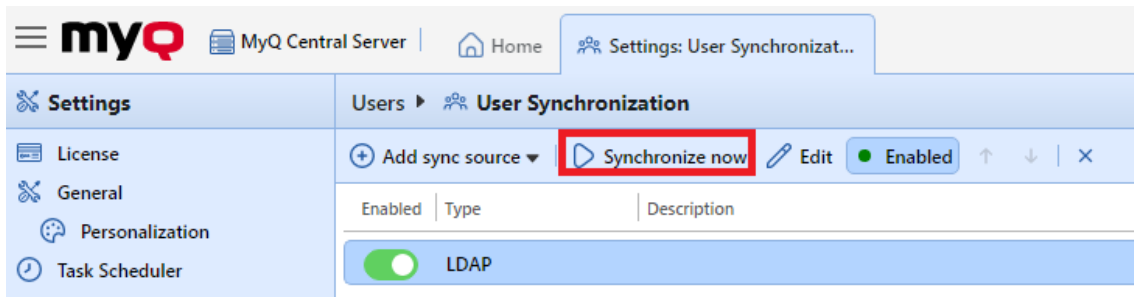 myQ MyQ Central Server Home Settings: User Synchronizat...
Settings
Users User Synchronization
License
General
Personalization
Task Scheduler
Add sync source Synchronize now Edit Enabled
Enabled Type Description
LDAP